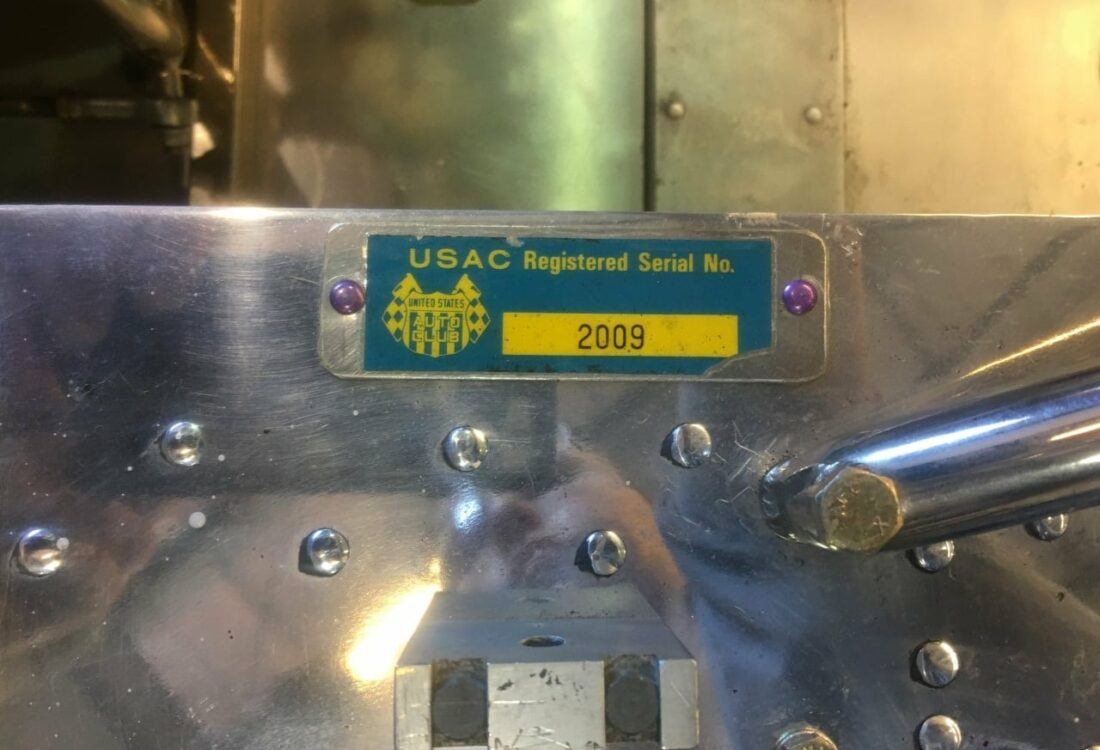 USAC Registered Serial No.
UNITED STATES
AUTO
CLUB
2009